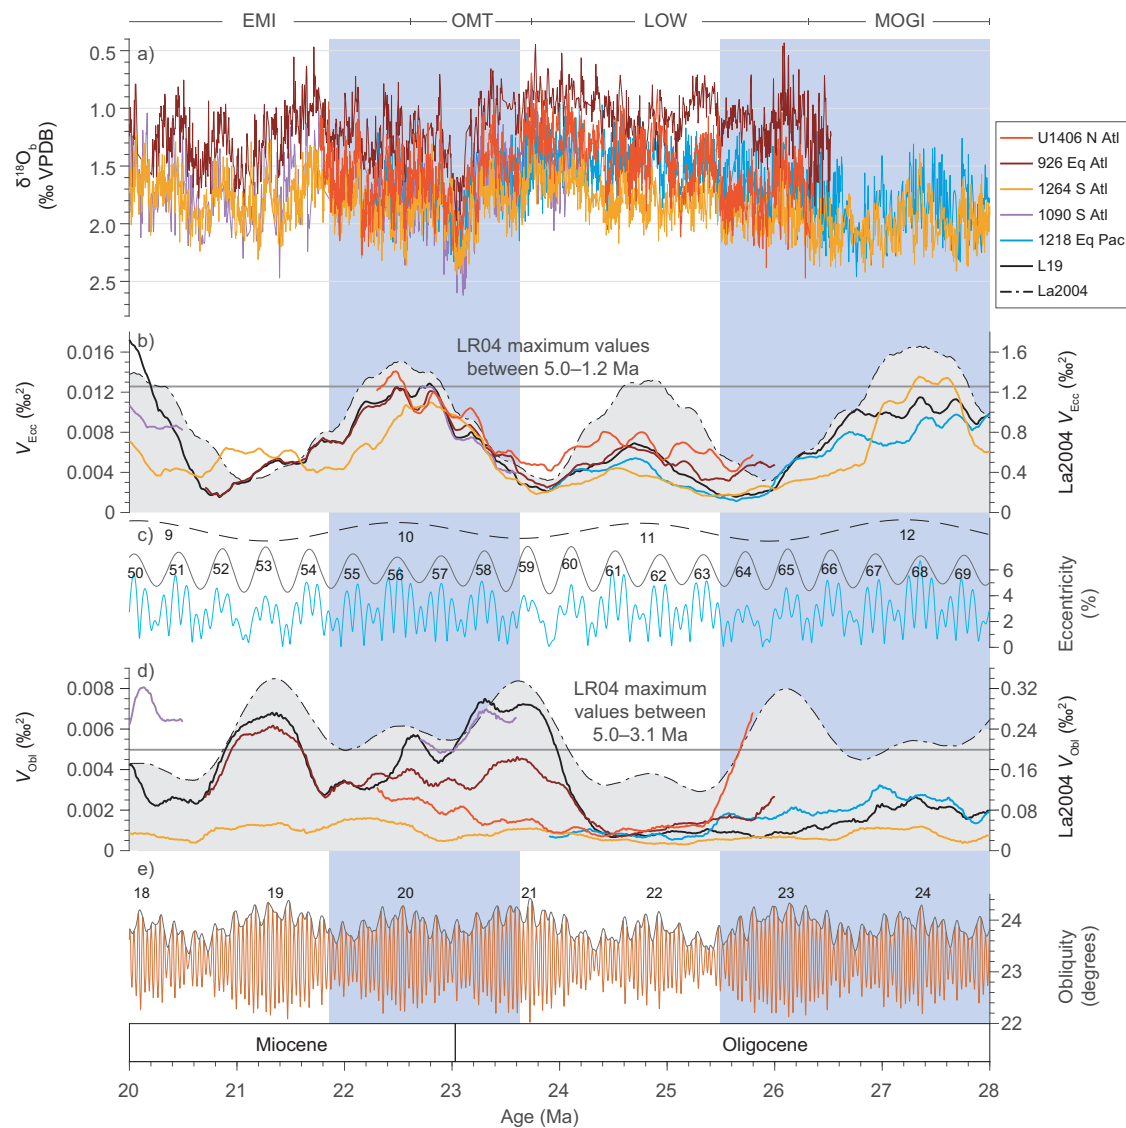 EMI OMT LOW MOGI
a)
0.5
1.0
1.5
2.0
2.5
δ¹⁸O_b
(‰ VPDB)
U1406 N Atl
926 Eq Atl
1264 S Atl
1090 S Atl
1218 Eq Pac
L19
La2004
b)
LR04 maximum values
between 5.0–1.2 Ma
0.016
0.012
0.008
0.004
0
V_Ecc (‰²)
1.6
1.2
0.8
0.4
0
La2004 V_Ecc (‰²)
c)
9 10 11 12
50 51 52 53 54 55 56 57 58 59 60 61 62 63 64 65 66 67 68 69
6
4
2
0
Eccentricity
(%)
d)
LR04 maximum
values between
5.0–3.1 Ma
0.008
0.006
0.004
0.002
0
V_Obl (‰²)
0.32
0.24
0.16
0.08
0
La2004 V_Obl (‰²)
e)
18 19 20 21 22 23 24
24
23
22
Obliquity
(degrees)
Miocene Oligocene
20 21 22 23 24 25 26 27 28
Age (Ma)